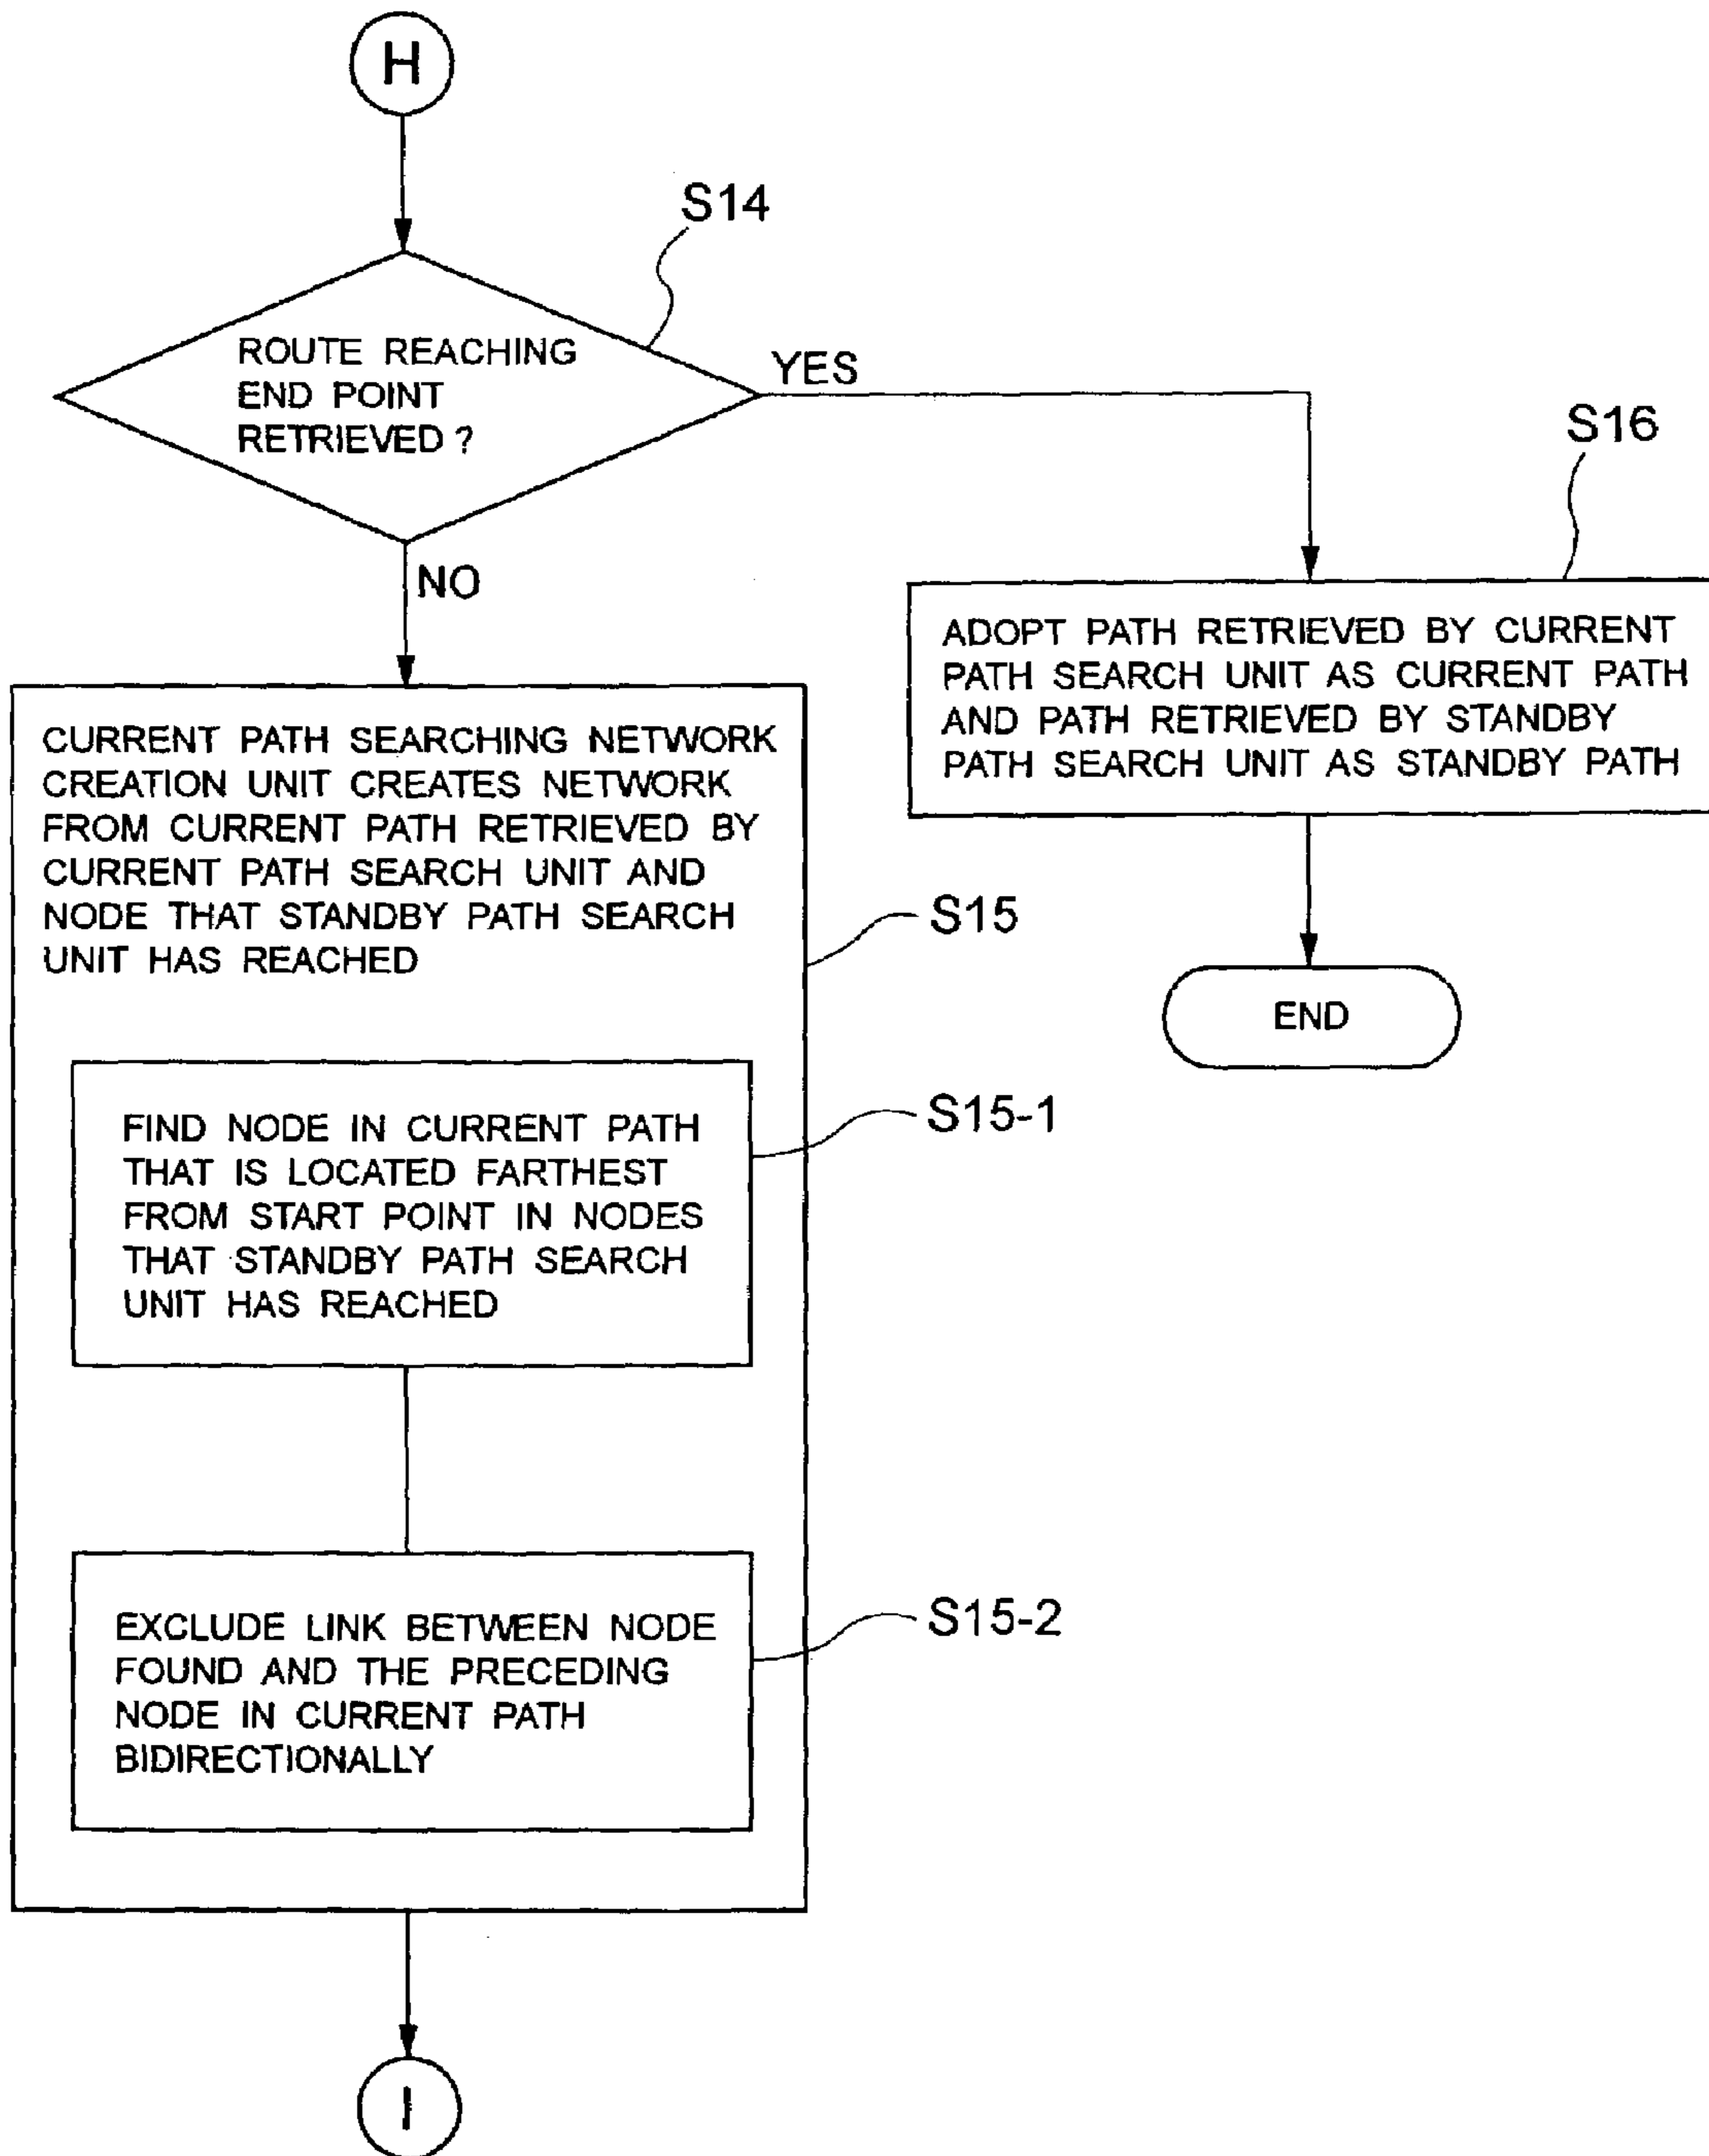 H
S14
ROUTE REACHING
END POINT
RETRIEVED ?
YES
NO
S16
ADOPT PATH RETRIEVED BY CURRENT
PATH SEARCH UNIT AS CURRENT PATH
AND PATH RETRIEVED BY STANDBY
PATH SEARCH UNIT AS STANDBY PATH
END
CURRENT PATH SEARCHING NETWORK
CREATION UNIT CREATES NETWORK
FROM CURRENT PATH RETRIEVED BY
CURRENT PATH SEARCH UNIT AND
NODE THAT STANDBY PATH SEARCH
UNIT HAS REACHED
S15
FIND NODE IN CURRENT PATH
THAT IS LOCATED FARTHEST
FROM START POINT IN NODES
THAT STANDBY PATH SEARCH
UNIT HAS REACHED
S15-1
EXCLUDE LINK BETWEEN NODE
FOUND AND THE PRECEDING
NODE IN CURRENT PATH
BIDIRECTIONALLY
S15-2
I